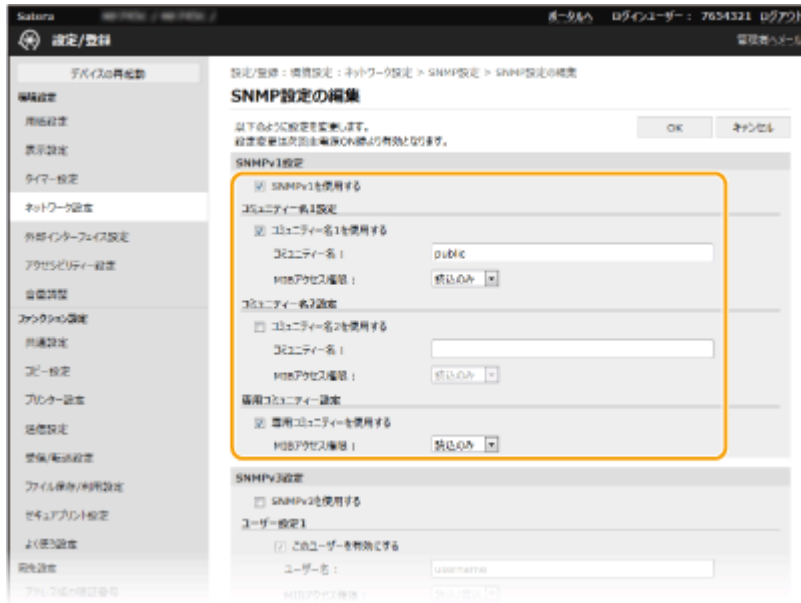 Satera
ポータルへ ログインユーザー： 7654321 ログアウト
設定/登録
管理者へメール
デバイスの再起動
設定/登録 : 環境設定 : ネットワーク設定 > SNMP設定 > SNMP設定の編集
環境設定
SNMP設定の編集
用紙設定
以下のように設定を変更します。
設定変更は次回主電源ON時より有効となります。
OK
キャンセル
表示設定
SNMPv1設定
タイマー設定
SNMPv1を使用する
ネットワーク設定
コミュニティー名1設定
コミュニティー名1を使用する
外部インターフェイス設定
コミュニティー名：
public
アクセシビリティー設定
MIBアクセス権限：
読込のみ
自動調整
コミュニティー名2設定
ファンクション設定
コミュニティー名2を使用する
共通設定
コミュニティー名：
コピー設定
MIBアクセス権限：
読込のみ
プリンター設定
専用コミュニティー設定
専用コミュニティーを使用する
送信設定
MIBアクセス権限：
読込のみ
受信/転送設定
SNMPv3設定
ファイル保存/利用設定
SNMPv3を使用する
セキュアプリント設定
ユーザー設定1
よく使う設定
このユーザーを有効にする
宛先設定
ユーザー名：
username
アドレス帳の暗証番号
MIBアクセス権限：